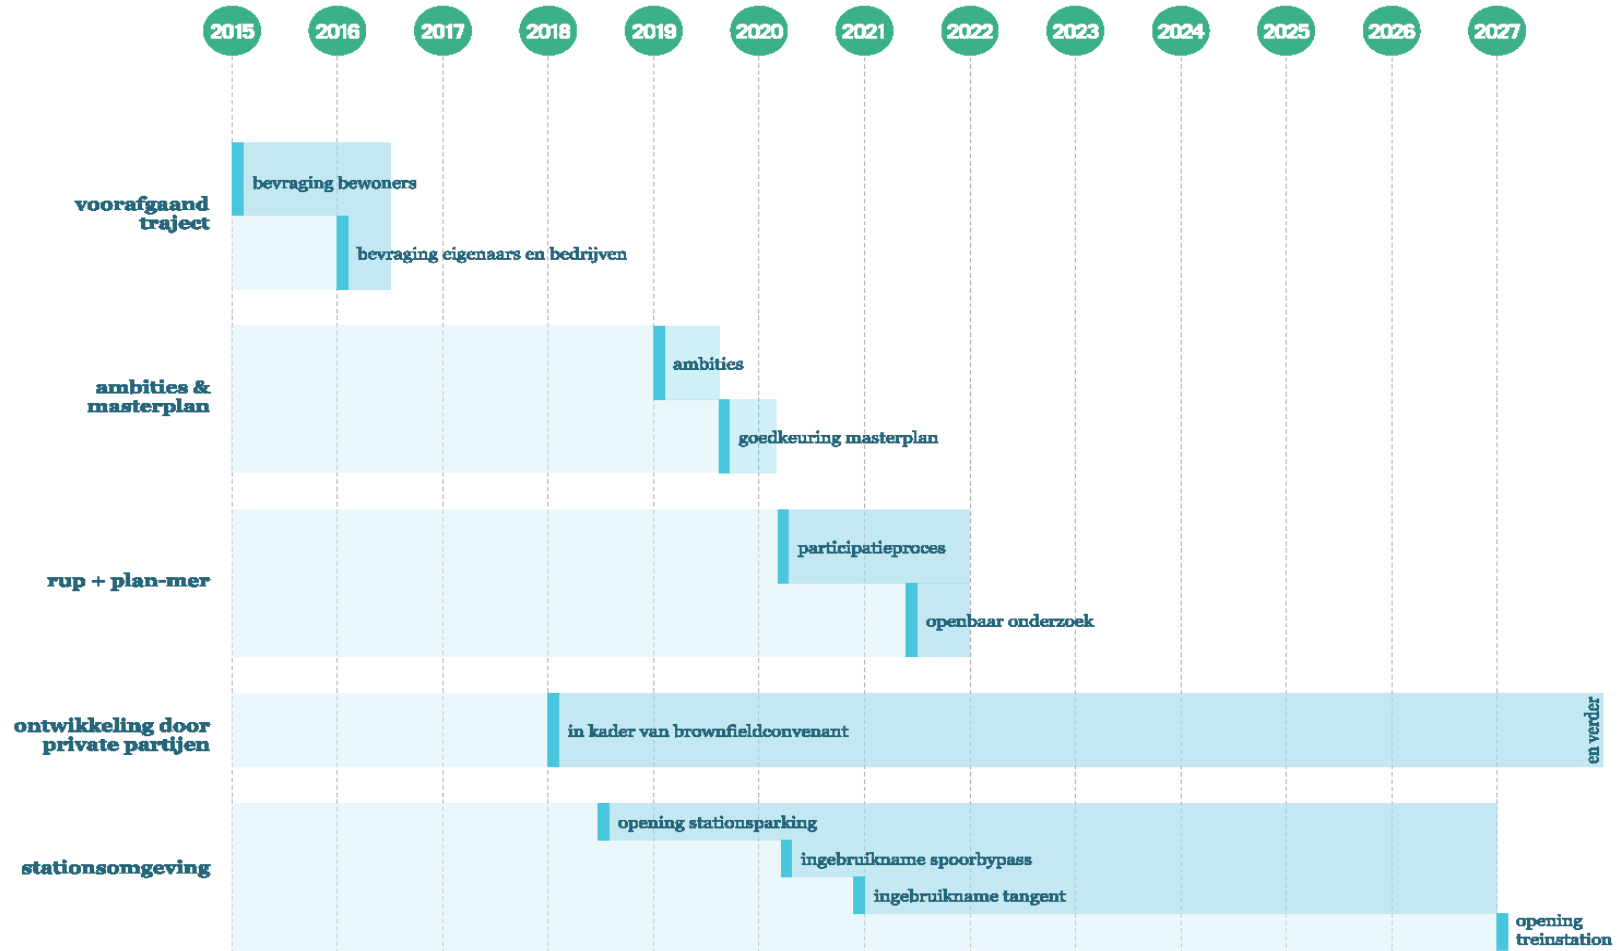 2015 2016 2017 2018 2019 2020 2021 2022 2023 2024 2025 2026 2027
voorafgaand
traject
bevraging bewoners
bevraging eigenaars en bedrijven
ambities &
masterplan
ambities
goedkeuring masterplan
rup + plan-mer
participatieproces
openbaar onderzoek
ontwikkeling door
private partijen
in kader van brownfieldconvenant
en verder
stationsomgeving
opening stationsparking
ingebruikname spoorbypass
ingebruikname tangent
opening
treinstation